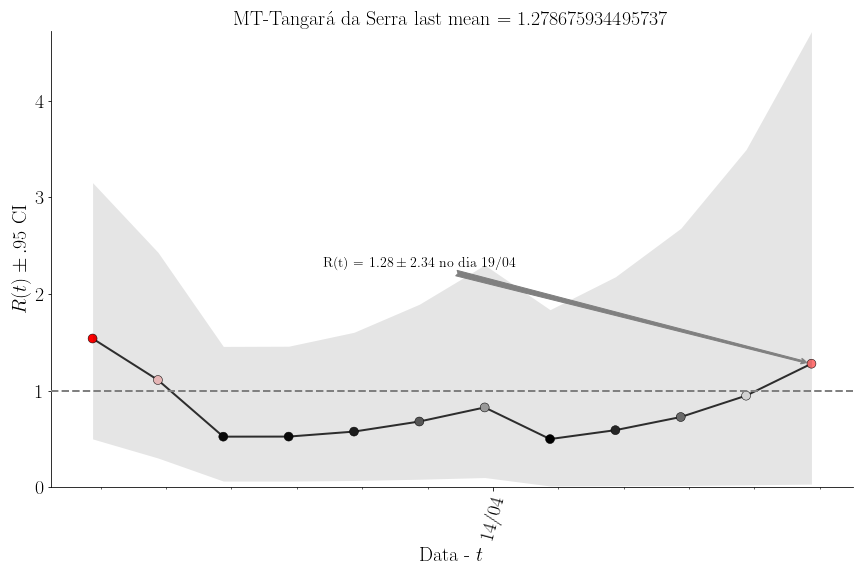 MT-Tangará da Serra last mean = 1.278675934495737
4
3
2
1
0
R(t) ± .95 CI
R(t) = 1.28 ± 2.34 no dia 19/04
14/04
Data - t